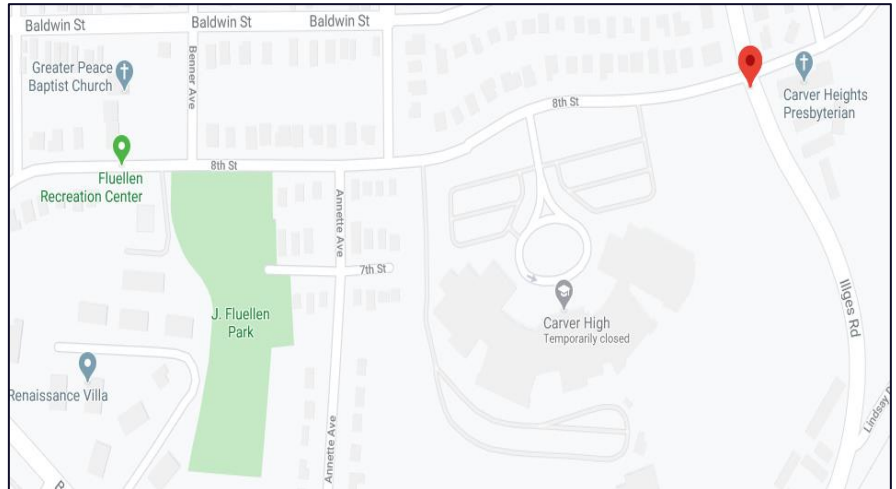 Baldwin St
Baldwin St
Baldwin St
Benner Ave
Greater Peace
Baptist Church
Carver Heights
Presbyterian
8th St
8th St
Fluellen
Recreation Center
Annette Ave
7th St
J. Fluellen
Park
Carver High
Temporarily closed
Illges Rd
Renaissance Villa
Annette Ave
Lindsay